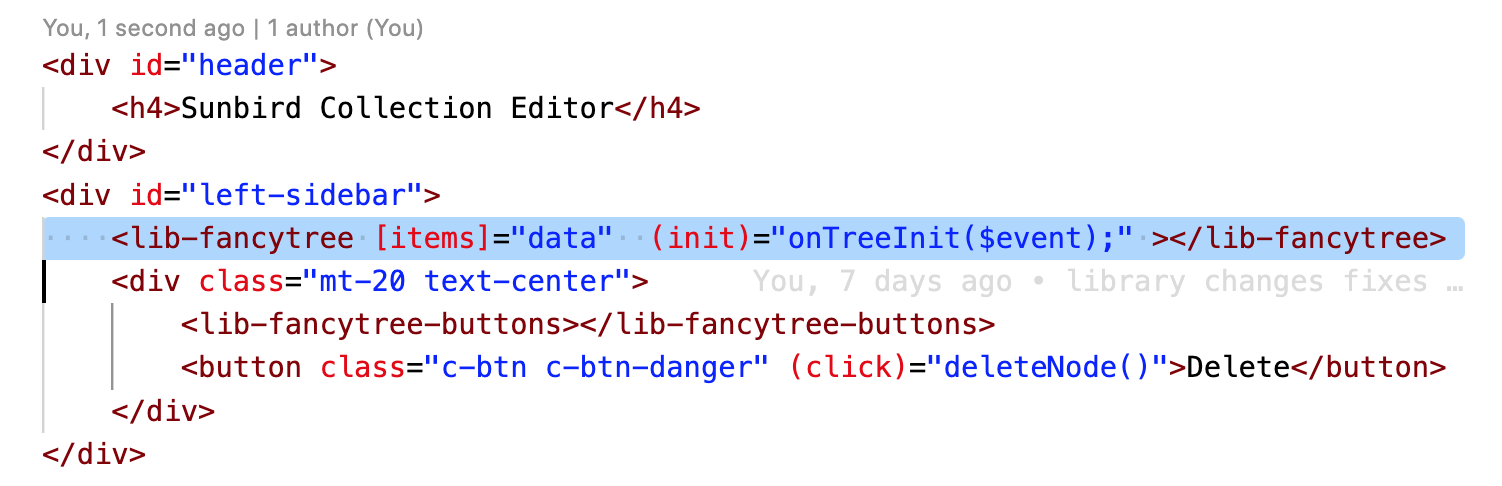 You, 1 second ago | 1 author (You)
<div id="header">
    <h4>Sunbird Collection Editor</h4>
</div>
<div id="left-sidebar">
    <lib-fancytree [items]="data"  (init)="onTreeInit($event);" ></lib-fancytree>
    <div class="mt-20 text-center">      You, 7 days ago • library changes fixes …
        <lib-fancytree-buttons></lib-fancytree-buttons>
        <button class="c-btn c-btn-danger" (click)="deleteNode()">Delete</button>
    </div>
</div>